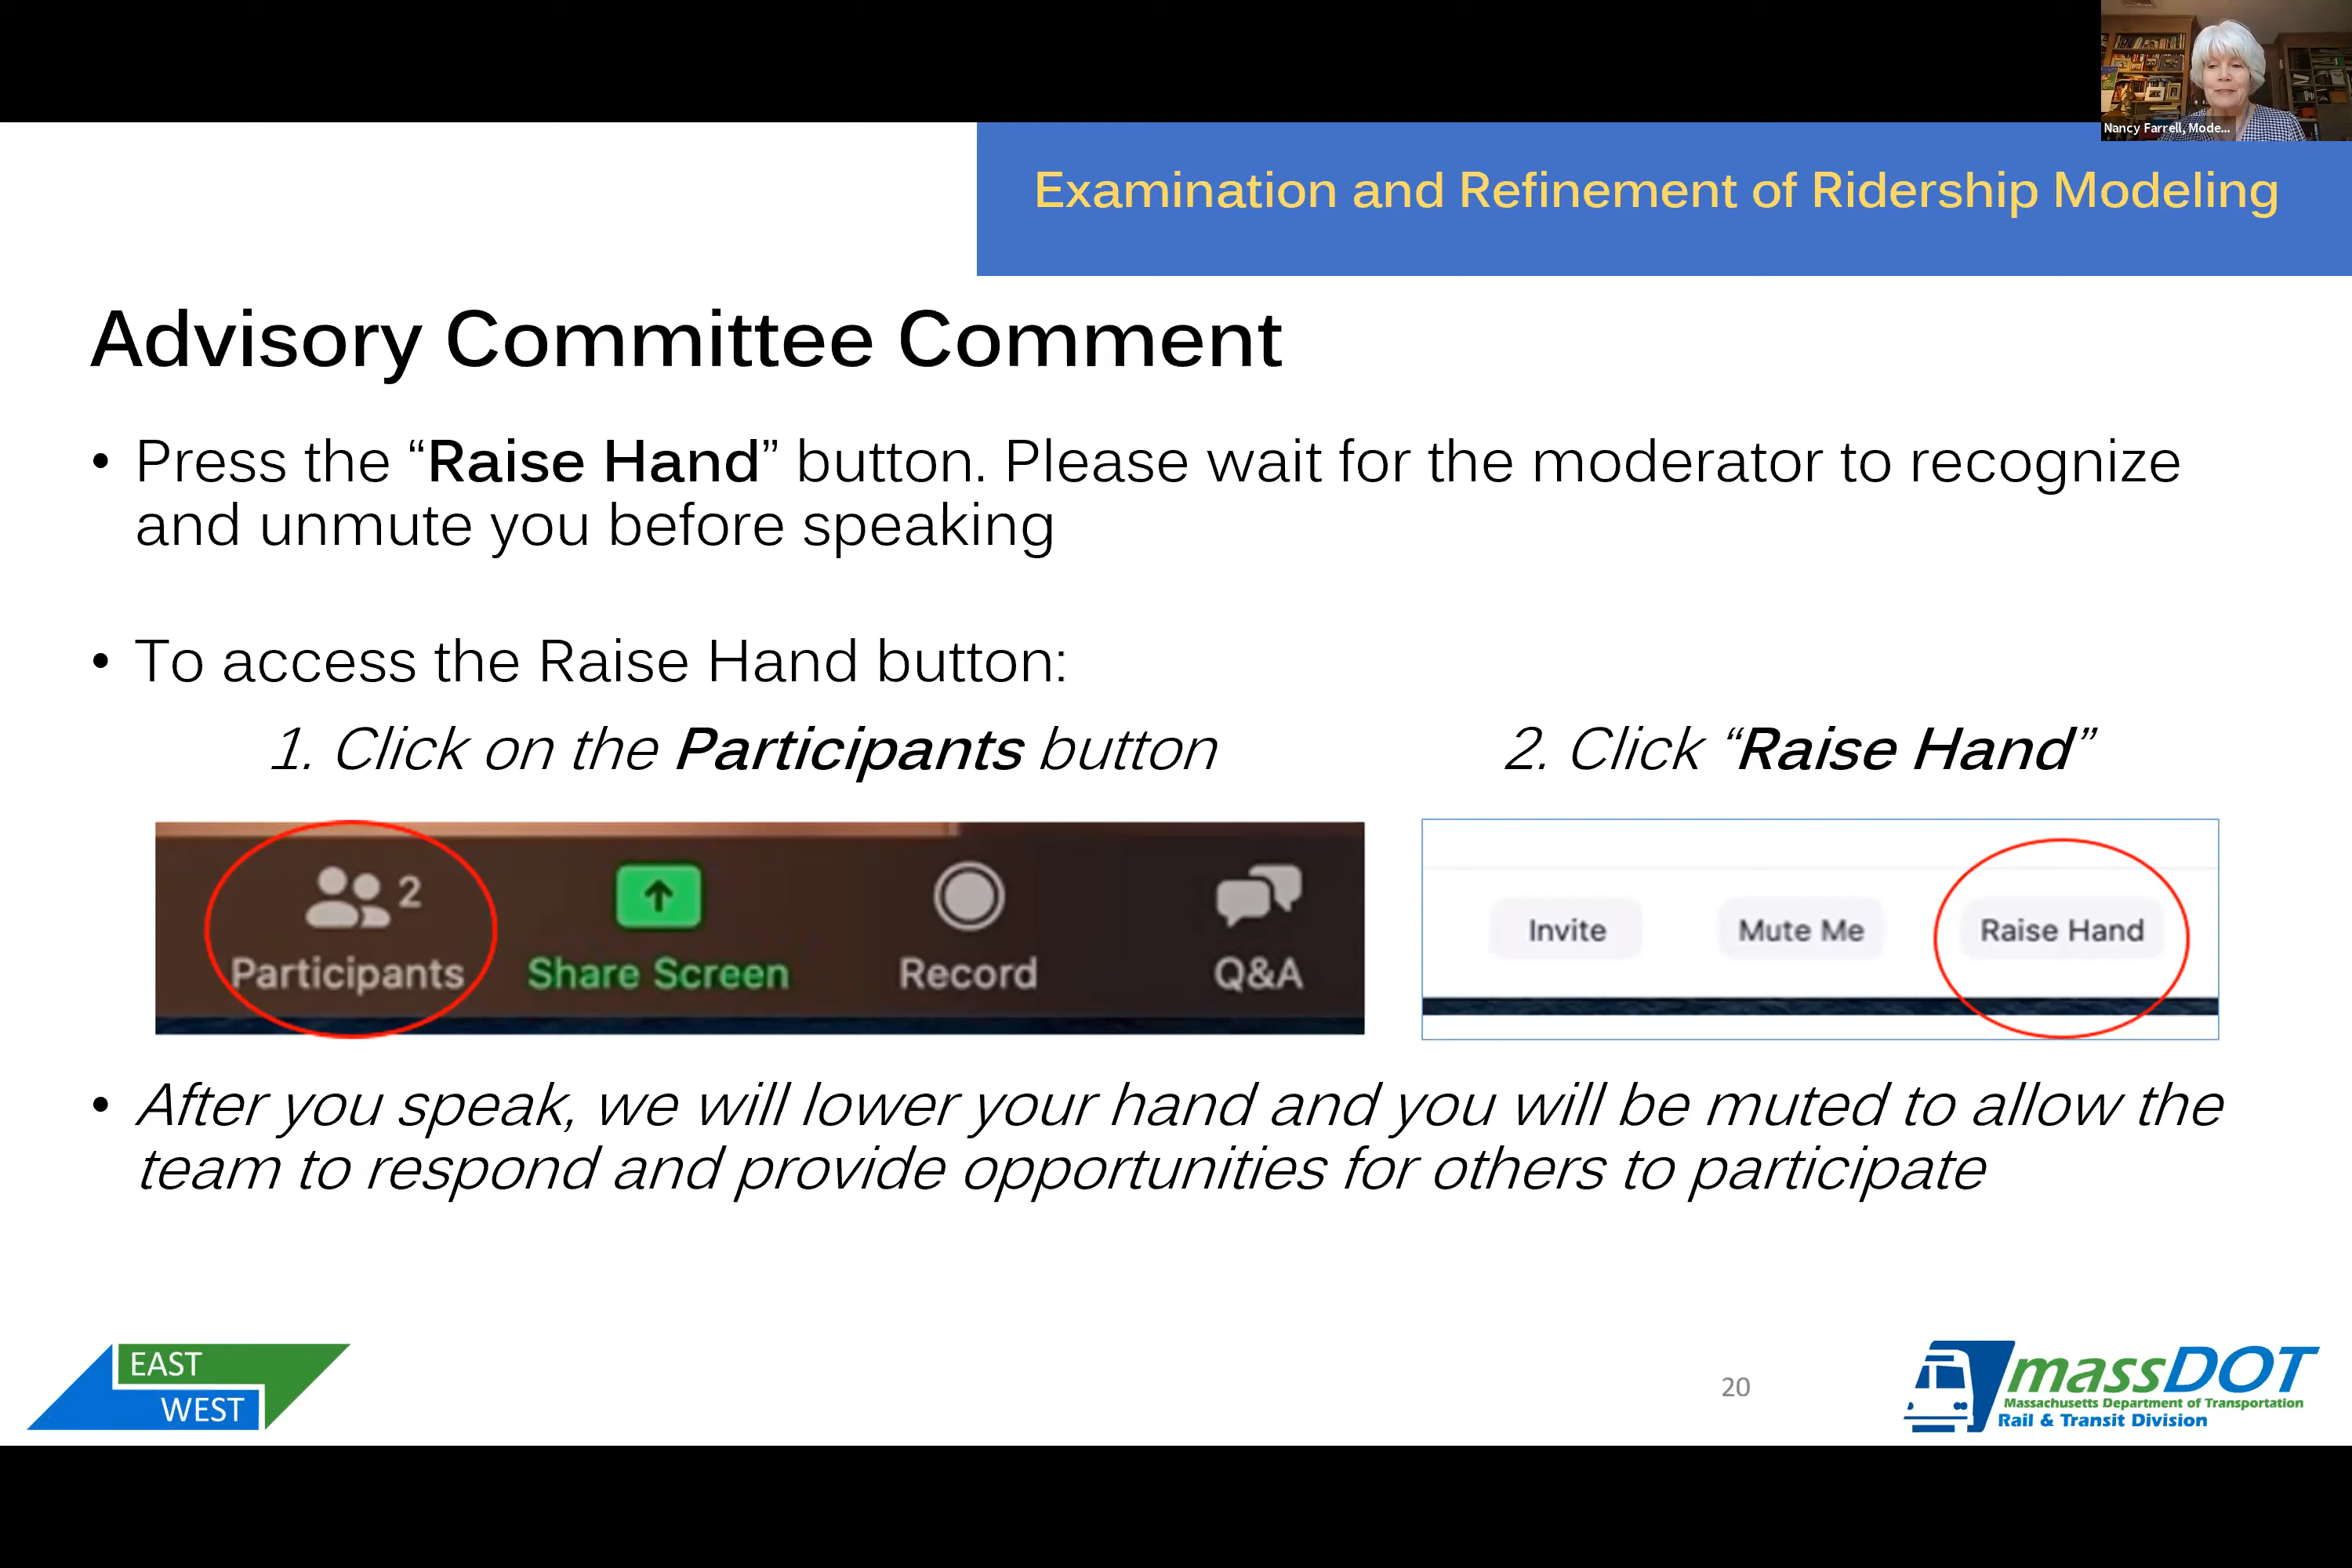 Nancy Farrell, Mode...
Examination and Refinement of Ridership Modeling
Advisory Committee Comment
• Press the “Raise Hand” button. Please wait for the moderator to recognize
and unmute you before speaking
• To access the Raise Hand button:
1. Click on the Participants button
2. Click “Raise Hand”
2
Participants
Share Screen
Record
Q&A
Invite
Mute Me
Raise Hand
• After you speak, we will lower your hand and you will be muted to allow the
team to respond and provide opportunities for others to participate
EAST
WEST
20
massDOT
Massachusetts Department of Transportation
Rail & Transit Division